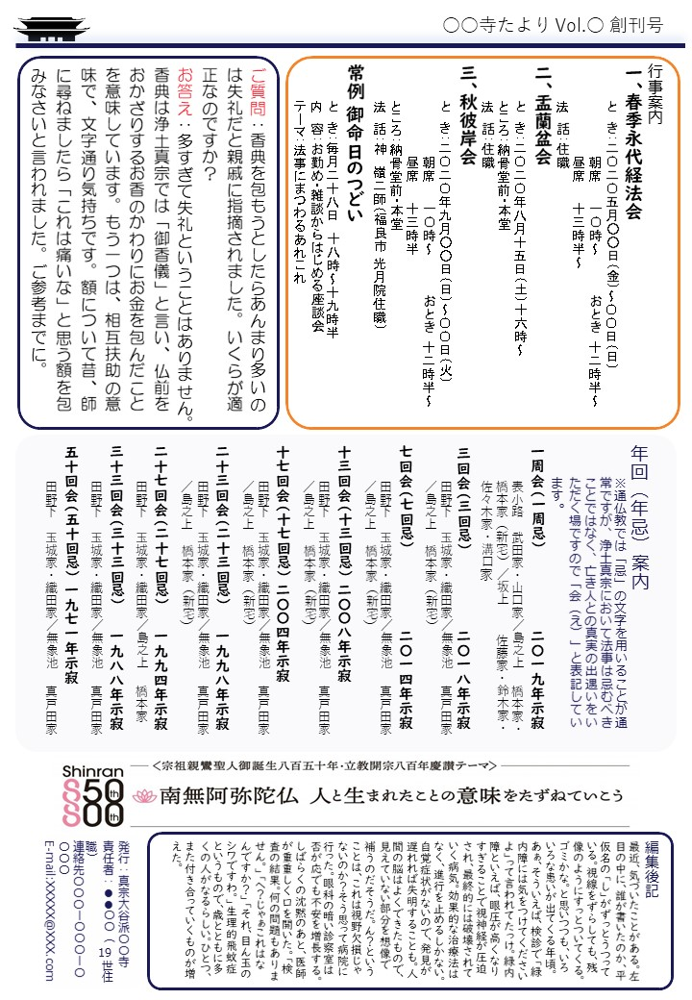 〇〇寺たより Vol.〇 創刊号
行事案内
一、春季永代経法会
と き：二〇二〇五月〇〇日（金）～〇〇日（日）
朝席 一〇時～ おとき 十二時半～
昼席 十三時半～
法 話：住職
二、盂蘭盆会
と き：二〇二〇年八月十五日（土）十六時～
ところ：納骨堂前・本堂
法 話：住職
三、秋彼岸会
と き：二〇二〇年九月〇〇日（日）～〇〇日（火）
朝席 一〇時～ おとき 十二時半～
昼席 十三時半
ところ：納骨堂前・本堂
法 話：神 嶺二師（福良市 光月院住職）
常例 御命日のつどい
と き：毎月二十八日 十八時～十九時半
内 容：お勤め・雑談からはじめる座談会
テーマ：法事にまつわるあれこれ
ご質問：香典を包もうとしたらあんまり多いの
は失礼だと親戚に指摘されました。いくらが適
正なのですか？
お答え：多すぎて失礼ということはありません。
香典は浄土真宗では「御香儀」と言い、仏前を
おかざりするお香のかわりにお金を包んだこと
を意味しています。もう一つは、相互扶助の意
味で、文字通り気持ちです。額について昔、師
に尋ねましたら「これは痛いな」と思う額を包
みなさいと言われました。ご参考までに。
年回（年忌）案内
※通仏教では「忌」の文字を用いることが通
常ですが、浄土真宗において法事は忌むべき
ことではなく、亡き人との真実の出遇いをい
ただく場ですので「会（え）」と表記してい
ます。
一周会（一周忌） 二〇一九年示寂
表小路 武田家・山口家／島之上 橋本家・
橋本家（新宅）／坂上 佐藤家・鈴木家・
佐々木家・溝口家
三回会（三回忌） 二〇一八年示寂
田野下 玉城家・織田家／無象池 真戸田家
／島之上 橋本家（新宅）
七回会（七回忌） 二〇一四年示寂
田野下 玉城家・織田家／無象池 真戸田家
／島之上 橋本家（新宅）
十三回会（十三回忌） 二〇〇八年示寂
田野下 玉城家・織田家／無象池 真戸田家
／島之上 橋本家（新宅）
十七回会（十七回忌） 二〇〇四年示寂
田野下 玉城家・織田家／無象池 真戸田家
／島之上 橋本家（新宅）
二十三回会（二十三回忌） 一九九八年示寂
田野下 玉城家・織田家／無象池 真戸田家
／島之上 橋本家（新宅）
二十七回会（二十七回忌） 一九九四年示寂
田野下 玉城家・織田家／島之上 橋本家
三十三回会（三十三回忌） 一九八八年示寂
田野下 玉城家・織田家／無象池 真戸田家
五十回会（五十回忌） 一九七一年示寂
田野下 玉城家・織田家／無象池 真戸田家
Shinran
850th
800th
＜宗祖親鸞聖人御誕生八百五十年・立教開宗八百年慶讃テーマ＞
南無阿弥陀仏 人と生まれたことの意味をたずねていこう
編集後記
最近、気づいたことがある。左
目の中に、誰が書いたのか、平
仮名の「し」がずっとうつって
いる。視線をずらしても、残
像のようにずっとついてくる。
ゴミかな。と思いつつも、いろ
いろな患いが出てくる年頃。
あぁ、そういえば、検診で「緑
内障には気をつけてください
よ」って言われてたっけ。緑内
障といえば、眼圧が高くなり
すぎることで視神経が圧迫
され、最終的には破壊されて
いく病気。効果的な治療法は
なく、進行を止めるしかない。
自覚症状がないので、発見が
遅れれば失明することも。人
間の脳はよくできたもので、
見えていない部分を想像で
補うのだそうだ。ん？という
ことは、これは視野欠損じゃ
ないのか？そう思って病院に
行った。眼科の暗い診察室は
否が応でも不安を増長する。
しばらくの沈黙のあと、医師
が重重しく口を開いた。「検
査の結果、何の問題もありま
せん。」「へ？じゃぁこれはな
んですか？」「それ、目ん玉の
シワですわ。」生理的飛蚊症
というもので、歳とともに多
くの人がなるらしい。ひとつ、
また付き合っていくものが増
えた。
発行：真宗大谷派〇〇寺
責任者：●●〇〇（19世住
職）
連絡先〇〇〇ー〇〇〇ー〇
〇〇〇
E-mail:XXXXX@XXX.com